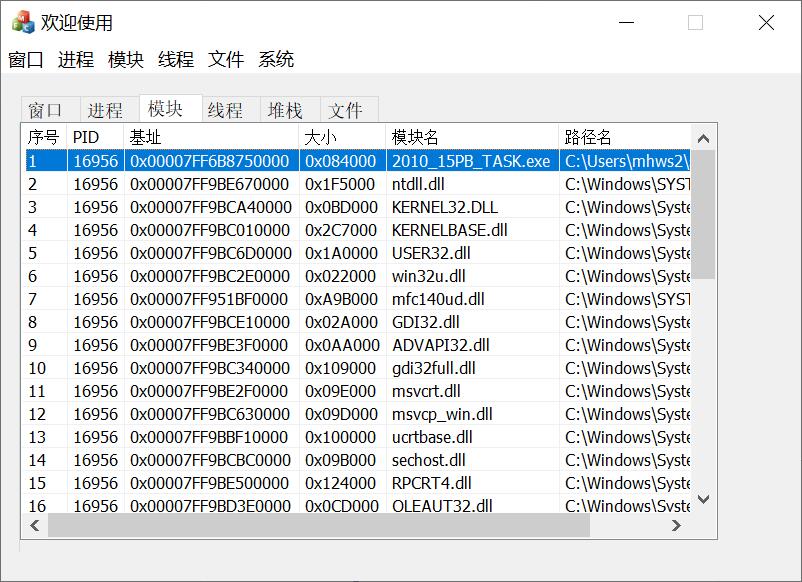 欢迎使用
窗口 进程 模块 线程 文件 系统
窗口 进程 模块 线程 堆栈 文件
序号 PID 基址 大小 模块名 路径名
1 16956 0x00007FF6B8750000 0x084000 2010_15PB_TASK.exe C:\Users\mhws2\
2 16956 0x00007FF9BE670000 0x1F5000 ntdll.dll C:\Windows\SYST
3 16956 0x00007FF9BCA40000 0x0BD000 KERNEL32.DLL C:\Windows\Syste
4 16956 0x00007FF9BC010000 0x2C7000 KERNELBASE.dll C:\Windows\Syste
5 16956 0x00007FF9BC6D0000 0x1A0000 USER32.dll C:\Windows\Syste
6 16956 0x00007FF9BC2E0000 0x022000 win32u.dll C:\Windows\Syste
7 16956 0x00007FF951BF0000 0xA9B000 mfc140ud.dll C:\Windows\SYST
8 16956 0x00007FF9BCE10000 0x02A000 GDI32.dll C:\Windows\Syste
9 16956 0x00007FF9BE3F0000 0x0AA000 ADVAPI32.dll C:\Windows\Syste
10 16956 0x00007FF9BC340000 0x109000 gdi32full.dll C:\Windows\Syste
11 16956 0x00007FF9BE2F0000 0x09E000 msvcrt.dll C:\Windows\Syste
12 16956 0x00007FF9BC630000 0x09D000 msvcp_win.dll C:\Windows\Syste
13 16956 0x00007FF9BBF10000 0x100000 ucrtbase.dll C:\Windows\Syste
14 16956 0x00007FF9BCBC0000 0x09B000 sechost.dll C:\Windows\Syste
15 16956 0x00007FF9BE500000 0x124000 RPCRT4.dll C:\Windows\Syste
16 16956 0x00007FF9BD3E0000 0x0CD000 OLEAUT32.dll C:\Windows\Syste